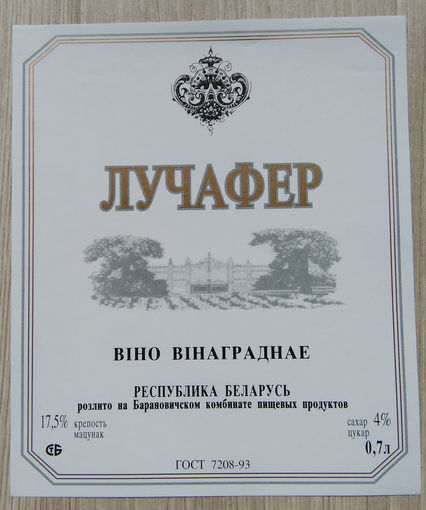 ЛУЧАФЕР
ВІНО ВІНАГРАДНАЕ
РЕСПУБЛИКА БЕЛАРУСЬ
розлито на Барановичском комбинате пищевых продуктов
17,5% крепость сахар 4%
мацунак цукар
0,7л
СТБ
ГОСТ 7208-93